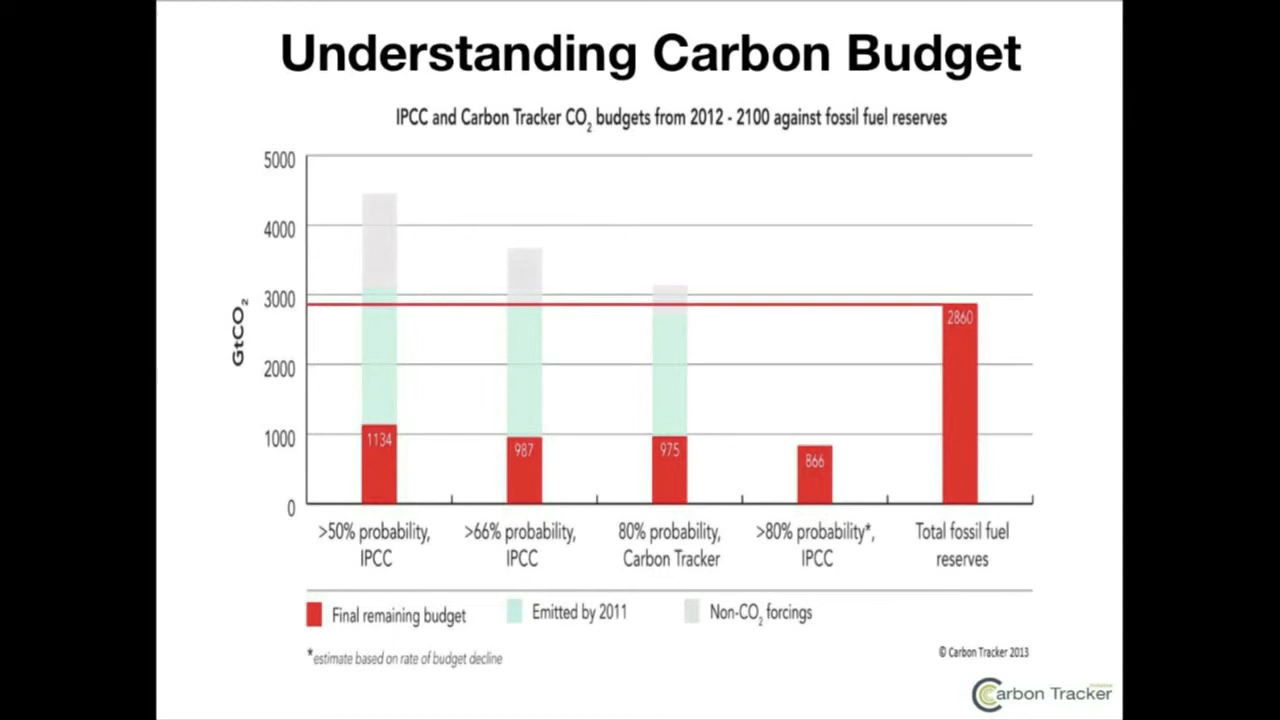 Understanding Carbon Budget
IPCC and Carbon Tracker CO₂ budgets from 2012 - 2100 against fossil fuel reserves
5000
4000
3000
2000
1000
0
GtCO₂
1134
987
975
866
2860
>50% probability,
IPCC
>66% probability,
IPCC
80% probability,
Carbon Tracker
>80% probability*,
IPCC
Total fossil fuel
reserves
Final remaining budget
Emitted by 2011
Non-CO₂ forcings
*estimate based on rate of budget decline
© Carbon Tracker 2013
Carbon Tracker